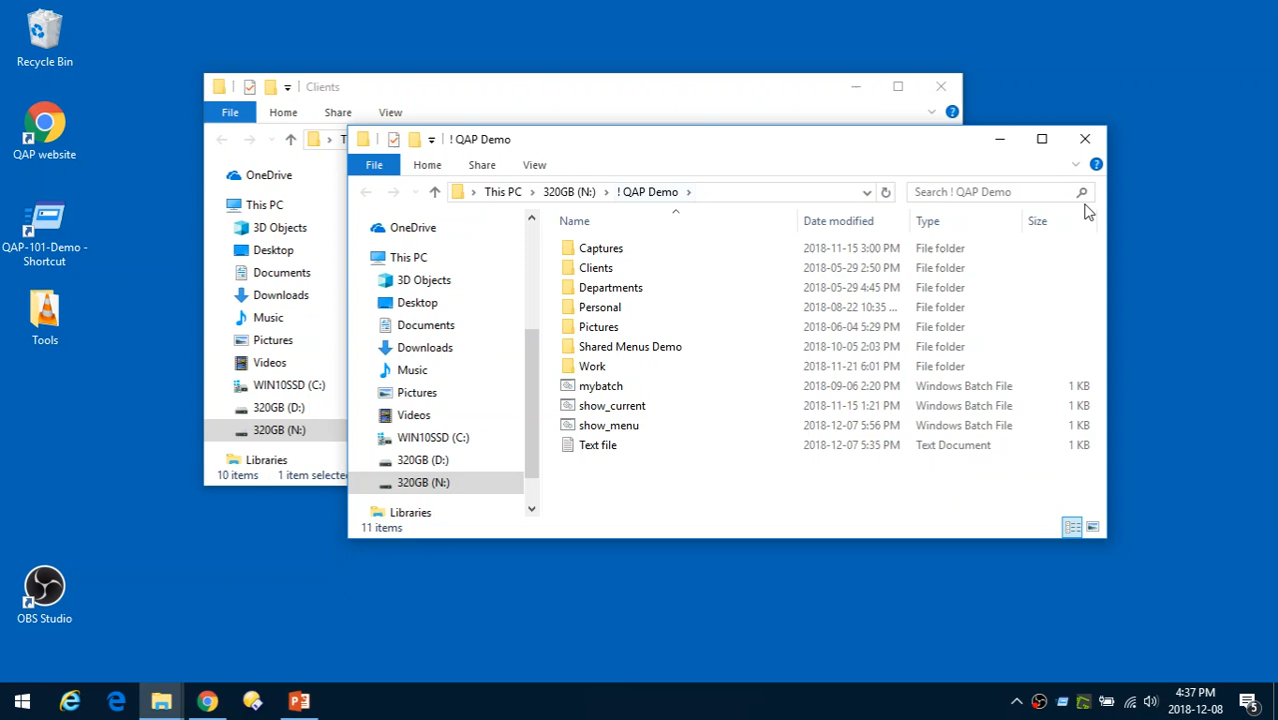 Recycle Bin
QAP website
QAP-101-Demo -
Shortcut
Tools
OBS Studio
Clients
File Home Share View
OneDrive
This PC
3D Objects
Desktop
Documents
Downloads
Music
Pictures
Videos
WIN10SSD (C:)
320GB (D:)
320GB (N:)
Libraries
10 items 1 item selected
! QAP Demo
File Home Share View
This PC 320GB (N:) ! QAP Demo
Search ! QAP Demo
OneDrive
This PC
3D Objects
Desktop
Documents
Downloads
Music
Pictures
Videos
WIN10SSD (C:)
320GB (D:)
320GB (N:)
Libraries
Name Date modified Type Size
Captures 2018-11-15 3:00 PM File folder
Clients 2018-05-29 2:50 PM File folder
Departments 2018-05-29 4:45 PM File folder
Personal 2018-08-22 10:35 ... File folder
Pictures 2018-06-04 5:29 PM File folder
Shared Menus Demo 2018-10-05 2:03 PM File folder
Work 2018-11-21 6:01 PM File folder
mybatch 2018-09-06 2:20 PM Windows Batch File 1 KB
show_current 2018-11-15 1:21 PM Windows Batch File 1 KB
show_menu 2018-12-07 5:56 PM Windows Batch File 1 KB
Text file 2018-12-07 5:35 PM Text Document 1 KB
11 items
4:37 PM
2018-12-08
5